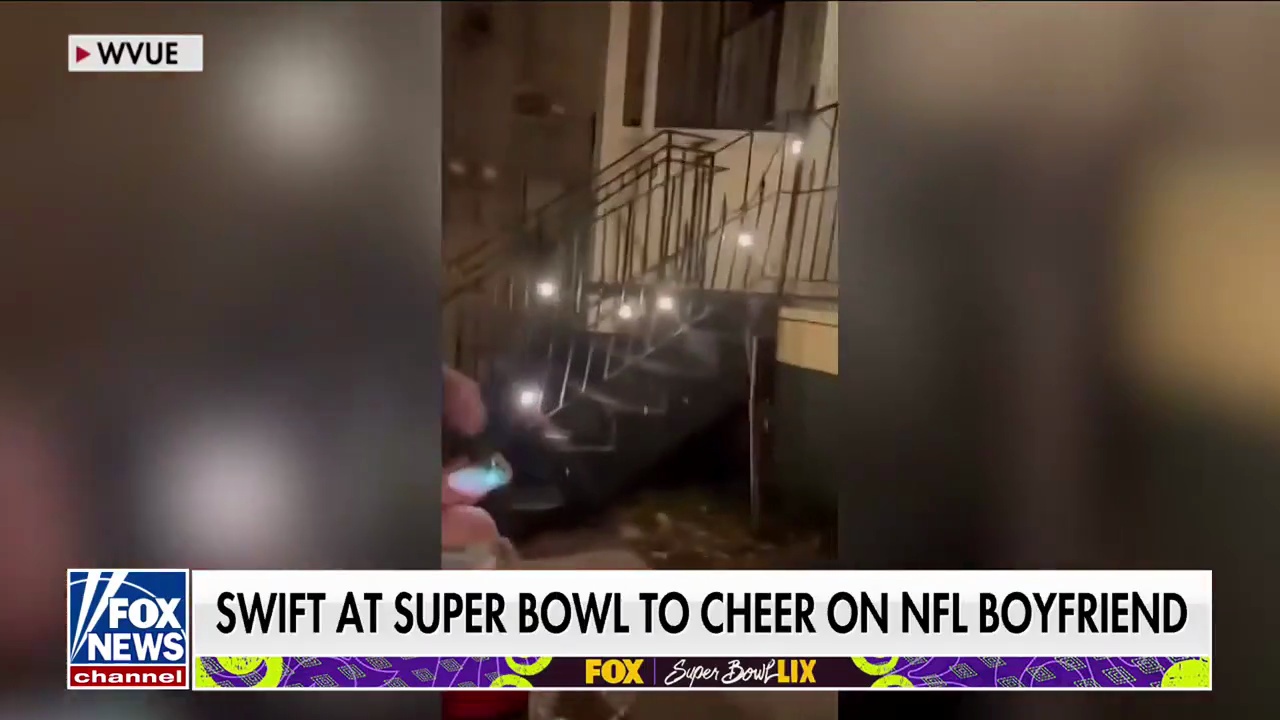 WVUE
SWIFT AT SUPER BOWL TO CHEER ON NFL BOYFRIEND
FOX
NEWS
channel
FOX Super Bowl LIX